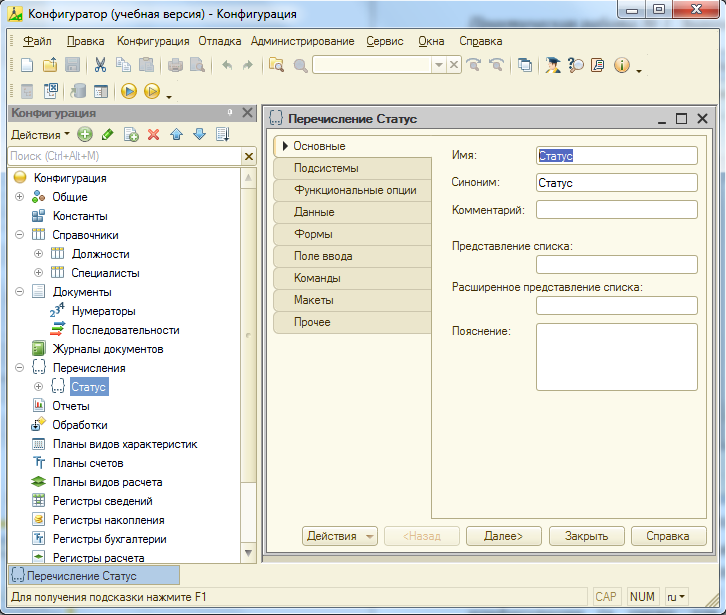 Конфигуратор (учебная версия) - Конфигурация
Файл Правка Конфигурация Отладка Администрирование Сервис Окна Справка
Конфигурация
Действия
Поиск (Ctrl+Alt+M)
Конфигурация
Общие
Константы
Справочники
Должности
Специалисты
Документы
Нумераторы
Последовательности
Журналы документов
Перечисления
Статус
Отчеты
Обработки
Планы видов характеристик
Планы счетов
Планы видов расчета
Регистры сведений
Регистры накопления
Регистры бухгалтерии
Регистры расчета
Перечисление Статус
Основные
Подсистемы
Функциональные опции
Данные
Формы
Поле ввода
Команды
Макеты
Прочее
Имя: Статус
Синоним: Статус
Комментарий:
Представление списка:
Расширенное представление списка:
Пояснение:
Действия <Назад Далее> Закрыть Справка
Перечисление Статус
Для получения подсказки нажмите F1 CAP NUM ru